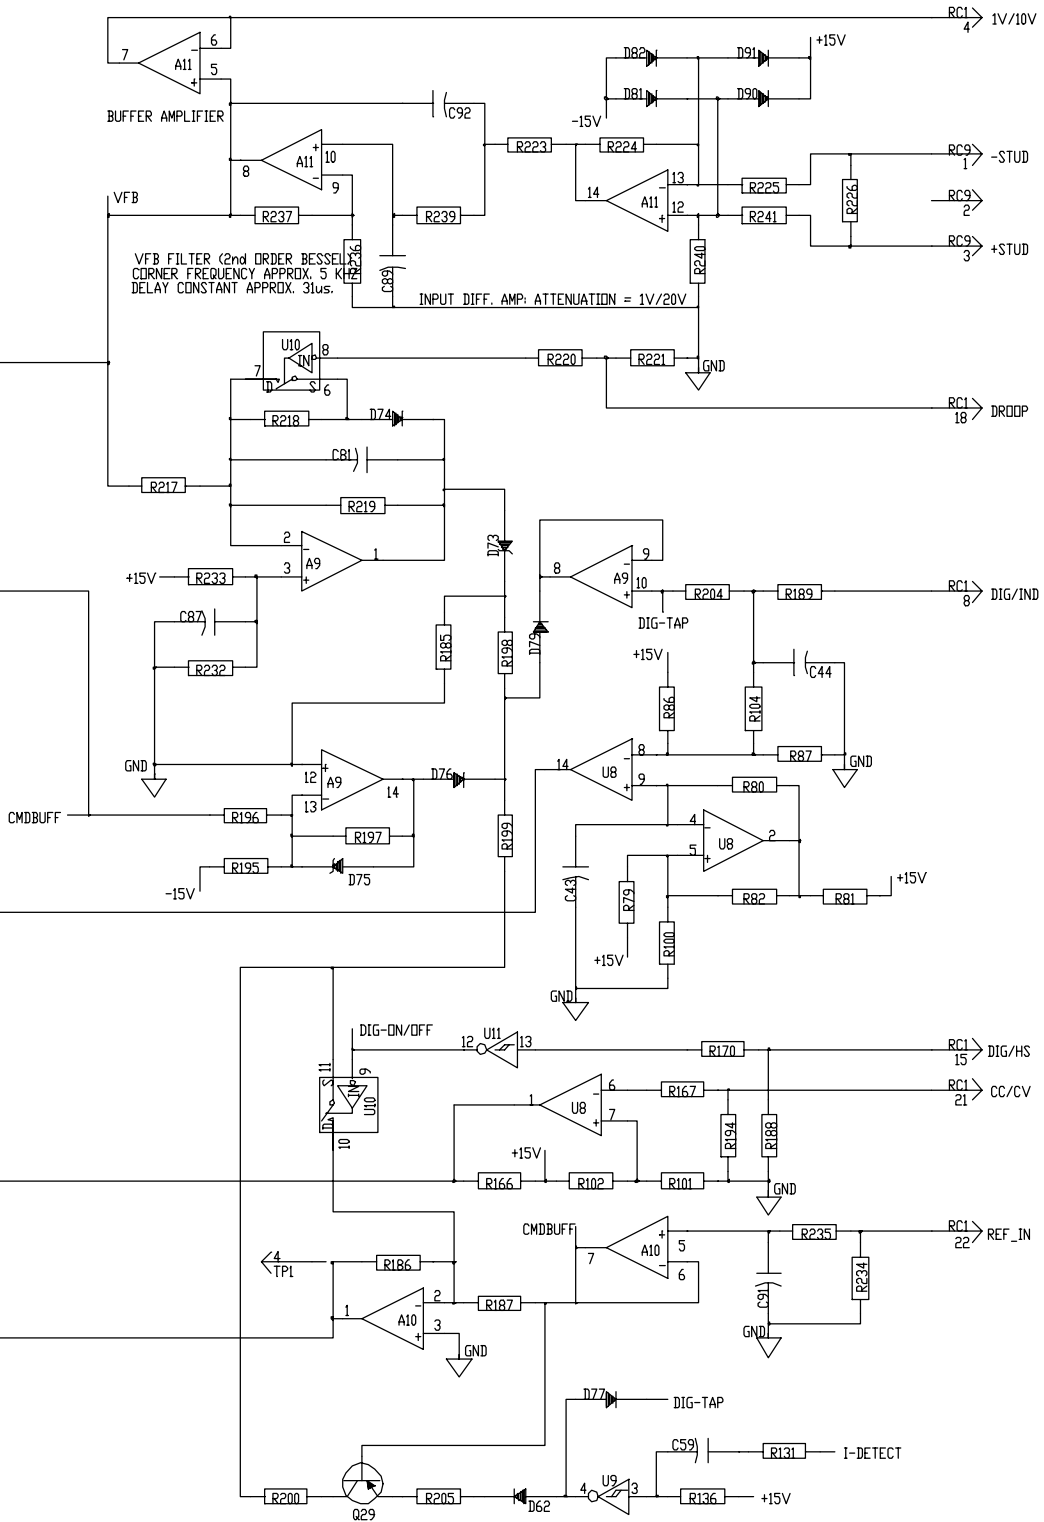 RC1
4
1V/10V
7
6
A11
5
BUFFER AMPLIFIER
D82
D91
+15V
D81
D90
-15V
C92
R223
R224
RC9
1
-STUD
8
A11
10
9
14
A11
13
12
R225
R241
R226
RC9
2
VFB
R237
R239
RC9
3
+STUD
R236
C89
R240
VFB FILTER (2nd ORDER BESSEL)
CORNER FREQUENCY APPROX. 5 KHZ
DELAY CONSTANT APPROX. 31us.
INPUT DIFF. AMP: ATTENUATION = 1V/20V
U10
8
IN
7
D
S
6
R220
R221
GND
R218
D74
RC1
18
DROOP
C81
R217
R219
2
A9
1
3
D73
+15V
R233
8
A9
9
10
R204
R189
RC1
8
DIG/IND
C87
D79
DIG-TAP
R185
R198
R232
+15V
R86
R104
C44
GND
12
A9
14
13
D76
14
U8
8
9
R87
GND
R80
CMDBUFF
R196
R197
R199
4
U8
2
5
R195
D75
-15V
C43
R79
R82
R81
+15V
R100
+15V
GND
DIG-ON/OFF
12
U11
13
R170
RC1
15
DIG/HS
11
9
S
IN
U10
D
10
1
U8
6
7
R167
RC1
21
CC/CV
R194
R188
+15V
R166
R102
R101
GND
CMDBUFF
7
A10
5
6
R235
RC1
22
REF_IN
R234
C91
4
TP1
R186
R187
1
A10
2
3
GND
GND
D77
DIG-TAP
C59
R131
I-DETECT
R200
Q29
R205
D62
4
U9
3
R136
+15V